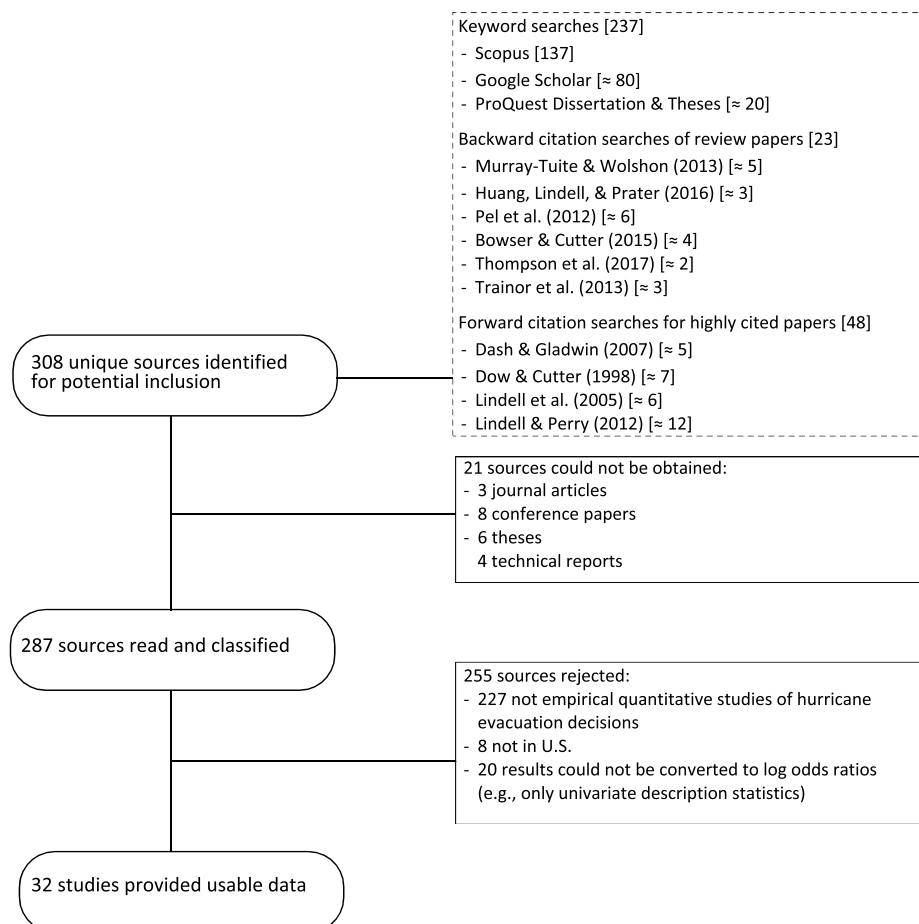 Keyword searches [237]
- Scopus [137]
- Google Scholar [≈ 80]
- ProQuest Dissertation & Theses [≈ 20]
Backward citation searches of review papers [23]
- Murray-Tuite & Wolshon (2013) [≈ 5]
- Huang, Lindell, & Prater (2016) [≈ 3]
- Pel et al. (2012) [≈ 6]
- Bowser & Cutter (2015) [≈ 4]
- Thompson et al. (2017) [≈ 2]
- Trainor et al. (2013) [≈ 3]
Forward citation searches for highly cited papers [48]
- Dash & Gladwin (2007) [≈ 5]
- Dow & Cutter (1998) [≈ 7]
- Lindell et al. (2005) [≈ 6]
- Lindell & Perry (2012) [≈ 12]
308 unique sources identified
for potential inclusion
21 sources could not be obtained:
- 3 journal articles
- 8 conference papers
- 6 theses
4 technical reports
287 sources read and classified
255 sources rejected:
- 227 not empirical quantitative studies of hurricane
evacuation decisions
- 8 not in U.S.
- 20 results could not be converted to log odds ratios
(e.g., only univariate description statistics)
32 studies provided usable data